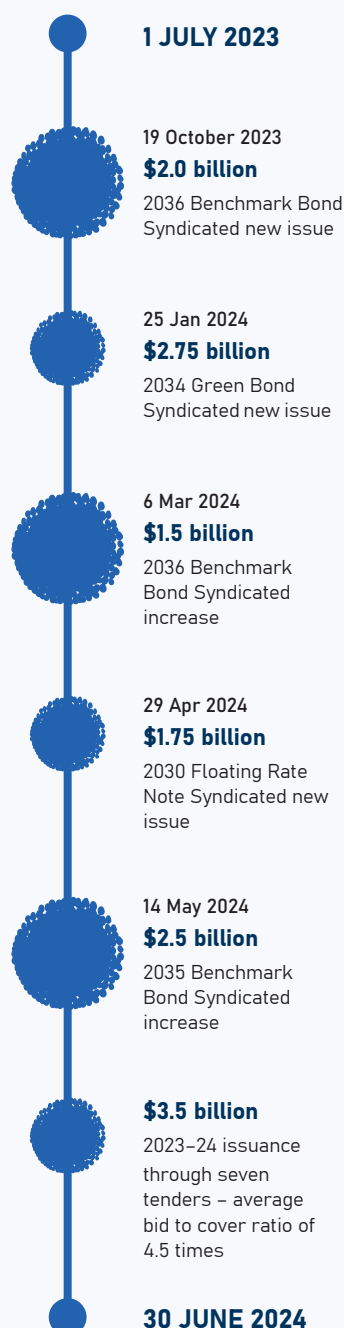 1 JULY 2023
19 October 2023
$2.0 billion
2036 Benchmark Bond
Syndicated new issue
25 Jan 2024
$2.75 billion
2034 Green Bond
Syndicated new issue
6 Mar 2024
$1.5 billion
2036 Benchmark
Bond Syndicated
increase
29 Apr 2024
$1.75 billion
2030 Floating Rate
Note Syndicated new
issue
14 May 2024
$2.5 billion
2035 Benchmark
Bond Syndicated
increase
$3.5 billion
2023–24 issuance
through seven
tenders – average
bid to cover ratio of
4.5 times
30 JUNE 2024